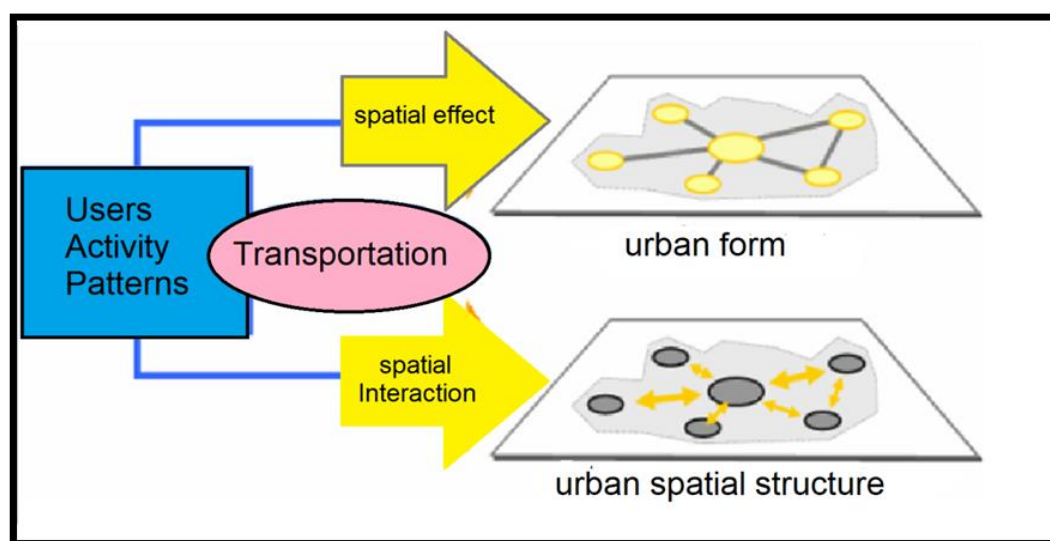 spatial effect
Users
Activity
Patterns
Transportation
urban form
spatial
Interaction
urban spatial structure